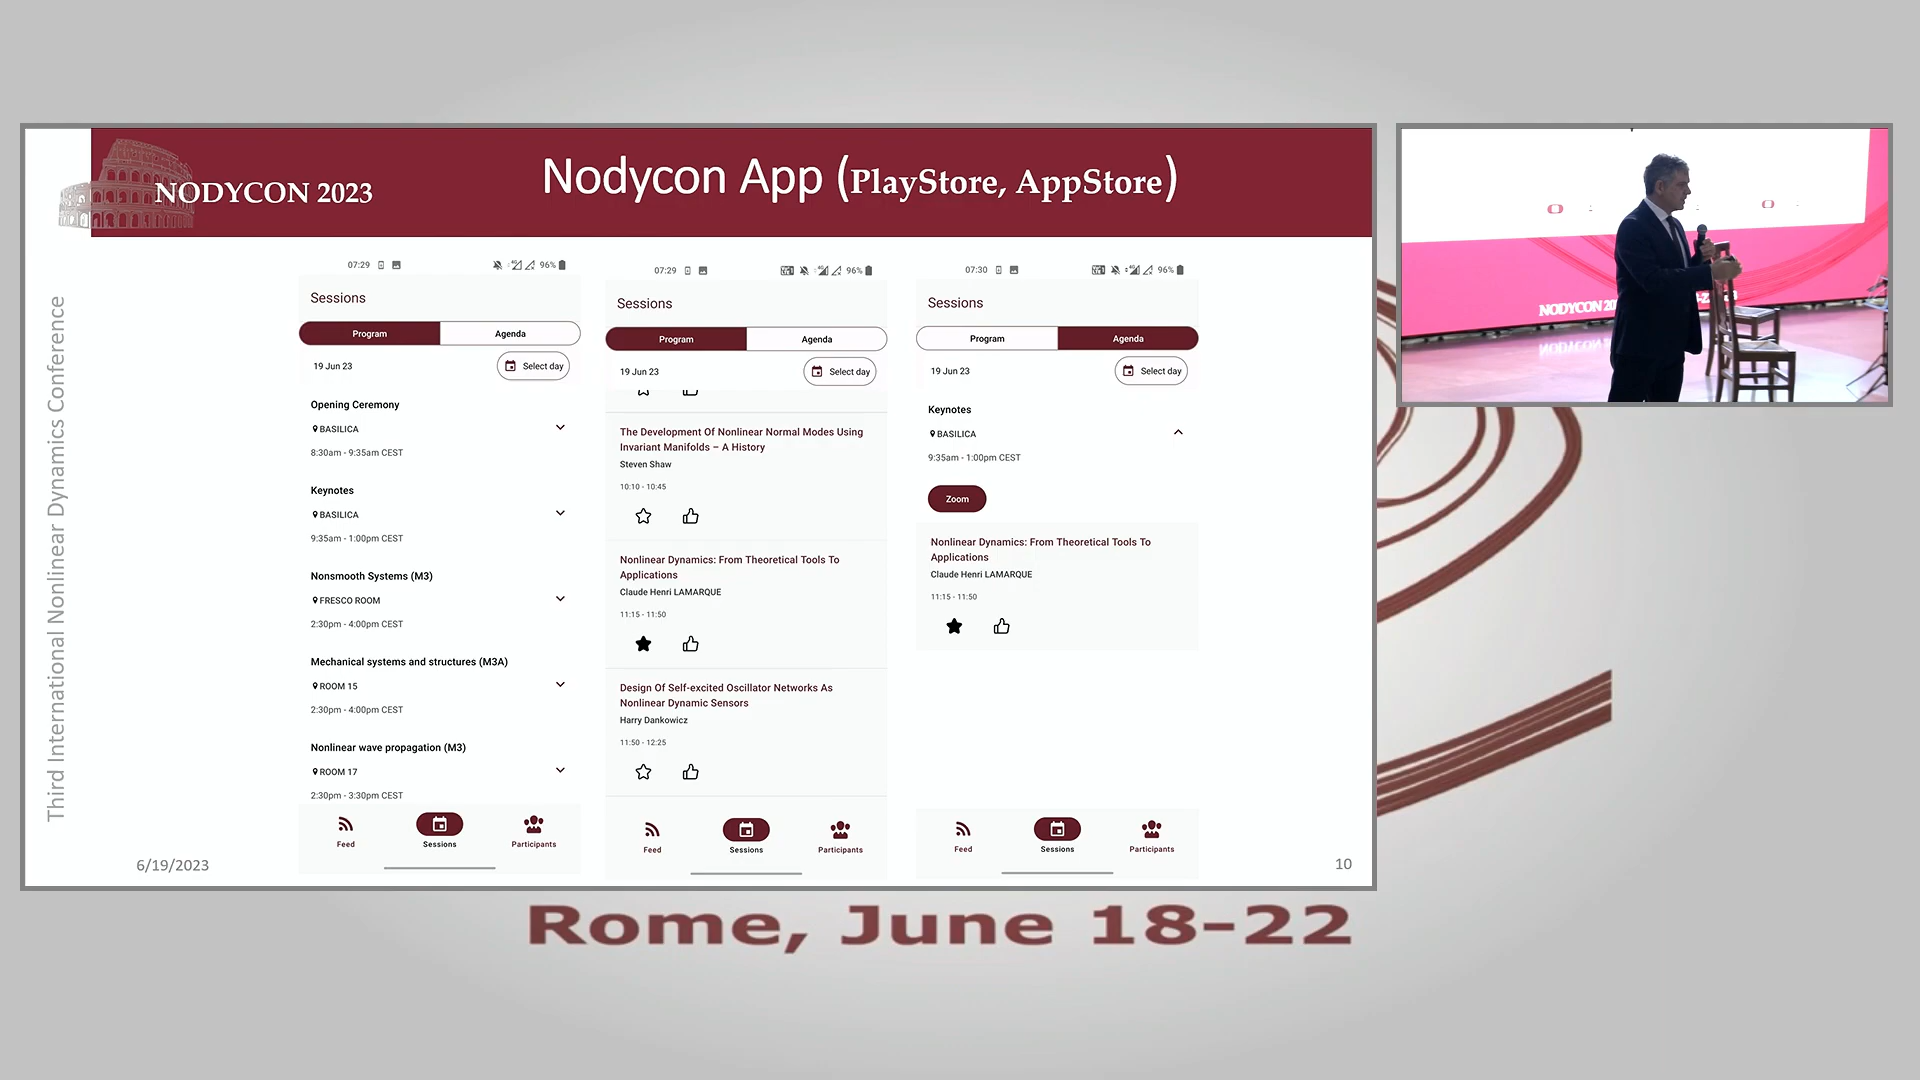 NODYCON 2023
Nodycon App (PlayStore, AppStore)
Third International Nonlinear Dynamics Conference
07:29
96%
Sessions
Program
Agenda
19 Jun 23
Select day
Opening Ceremony
BASILICA
8:30am - 9:35am CEST
Keynotes
BASILICA
9:35am - 1:00pm CEST
Nonsmooth Systems (M3)
FRESCO ROOM
2:30pm - 4:00pm CEST
Mechanical systems and structures (M3A)
ROOM 15
2:30pm - 4:00pm CEST
Nonlinear wave propagation (M3)
ROOM 17
2:30pm - 3:30pm CEST
Feed
Sessions
Participants
07:29
96%
Sessions
Program
Agenda
19 Jun 23
Select day
The Development Of Nonlinear Normal Modes Using
Invariant Manifolds – A History
Steven Shaw
10:10 - 10:45
Nonlinear Dynamics: From Theoretical Tools To
Applications
Claude Henri LAMARQUE
11:15 - 11:50
Design Of Self-excited Oscillator Networks As
Nonlinear Dynamic Sensors
Harry Dankowicz
11:50 - 12:25
Feed
Sessions
Participants
07:30
96%
Sessions
Program
Agenda
19 Jun 23
Select day
Keynotes
BASILICA
9:35am - 1:00pm CEST
Zoom
Nonlinear Dynamics: From Theoretical Tools To
Applications
Claude Henri LAMARQUE
11:15 - 11:50
Feed
Sessions
Participants
6/19/2023
10
NODYCON
Rome, June 18-22